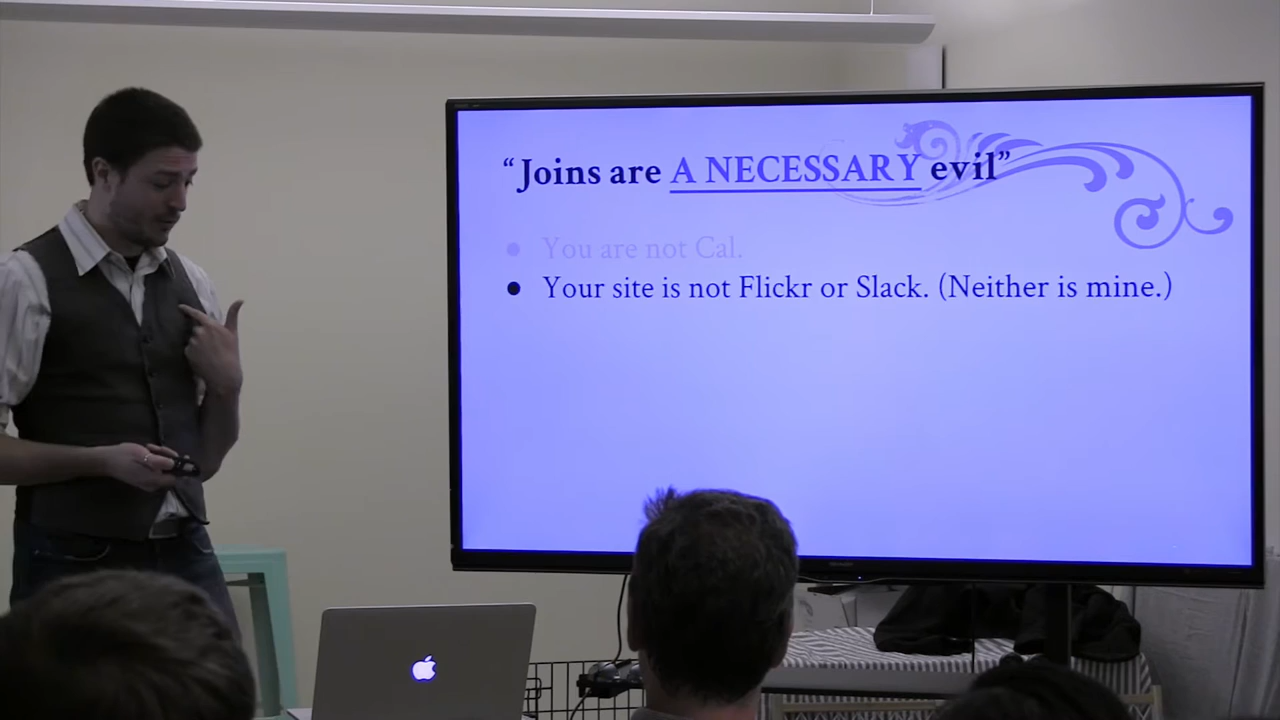 “Joins are A NECESSARY evil”
You are not Cal.
Your site is not Flickr or Slack. (Neither is mine.)